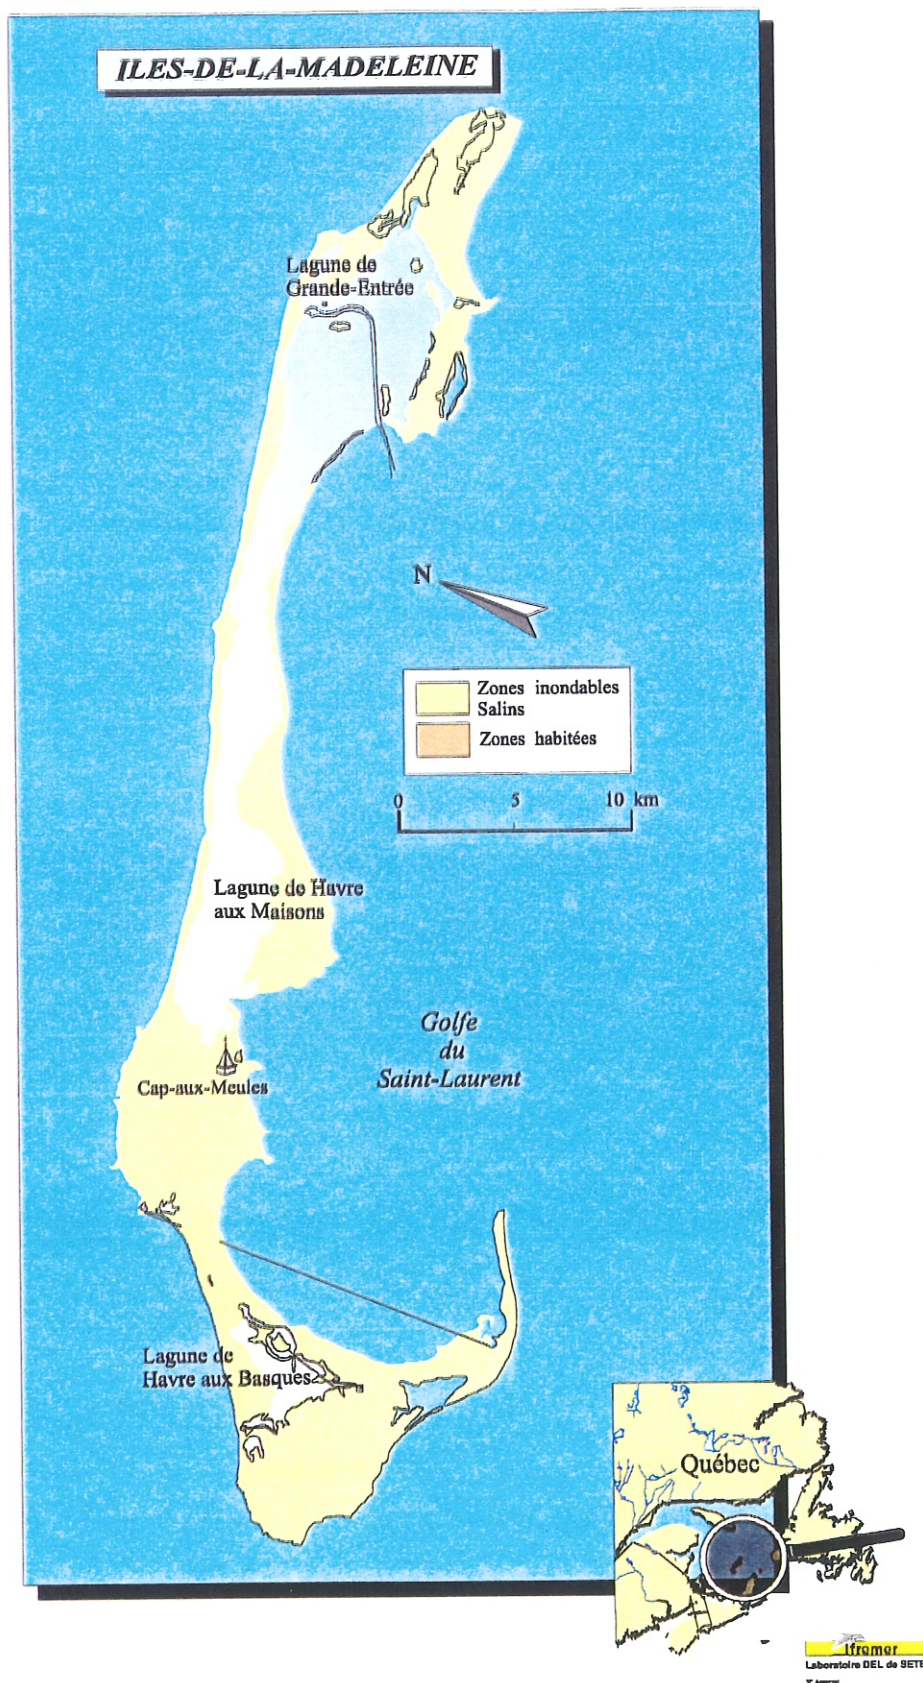 ILES-DE-LA-MADELEINE
Lagune de
Grande-Entrée
N
Zones inondables
Salins
Zones habitées
0 5 10 km
Lagune de Havre
aux Maisons
Golfe
du
Saint-Laurent
Cap-aux-Meules
Lagune de
Havre aux Basques
Québec
Ifremer
Laboratoire DEL de SETE